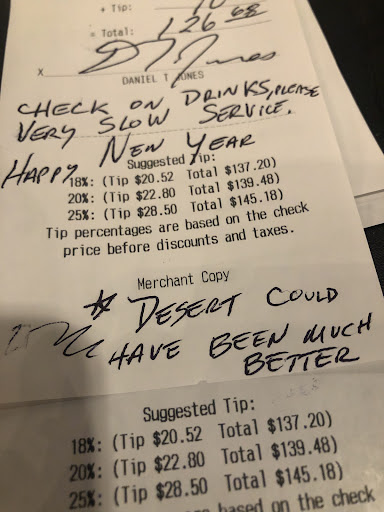 + Tip: 10
= Total: 126 68
X
DANIEL T JONES
CHECK ON DRINKS, PLEASE
VERY SLOW SERVICE.
HAPPY NEW YEAR
Suggested Tip:
18%: (Tip $20.52 Total $137.20)
20%: (Tip $22.80 Total $139.48)
25%: (Tip $28.50 Total $145.18)
Tip percentages are based on the check
price before discounts and taxes.
Merchant Copy
* DESERT COULD
HAVE BEEN MUCH
BETTER
Suggested Tip:
18%: (Tip $20.52 Total $137.20)
20%: (Tip $22.80 Total $139.48)
25%: (Tip $28.50 Total $145.18)
based on the check